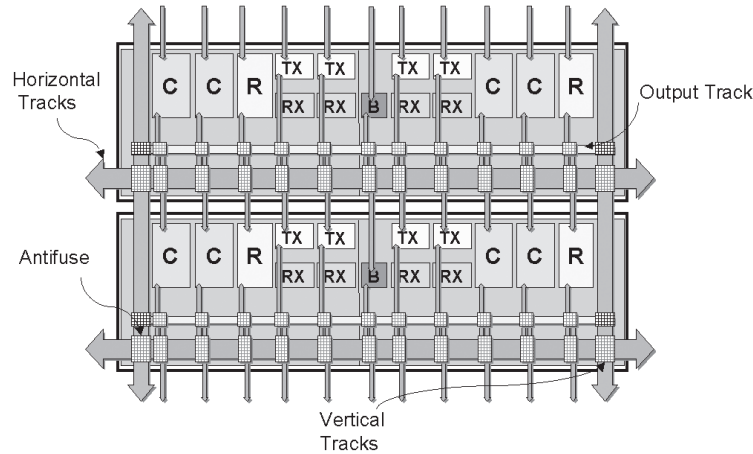 Horizontal
Tracks
C C R TX TX TX TX C C R
RX RX B RX RX
Output Track
Antifuse
C C R TX TX TX TX C C R
RX RX B RX RX
Vertical
Tracks